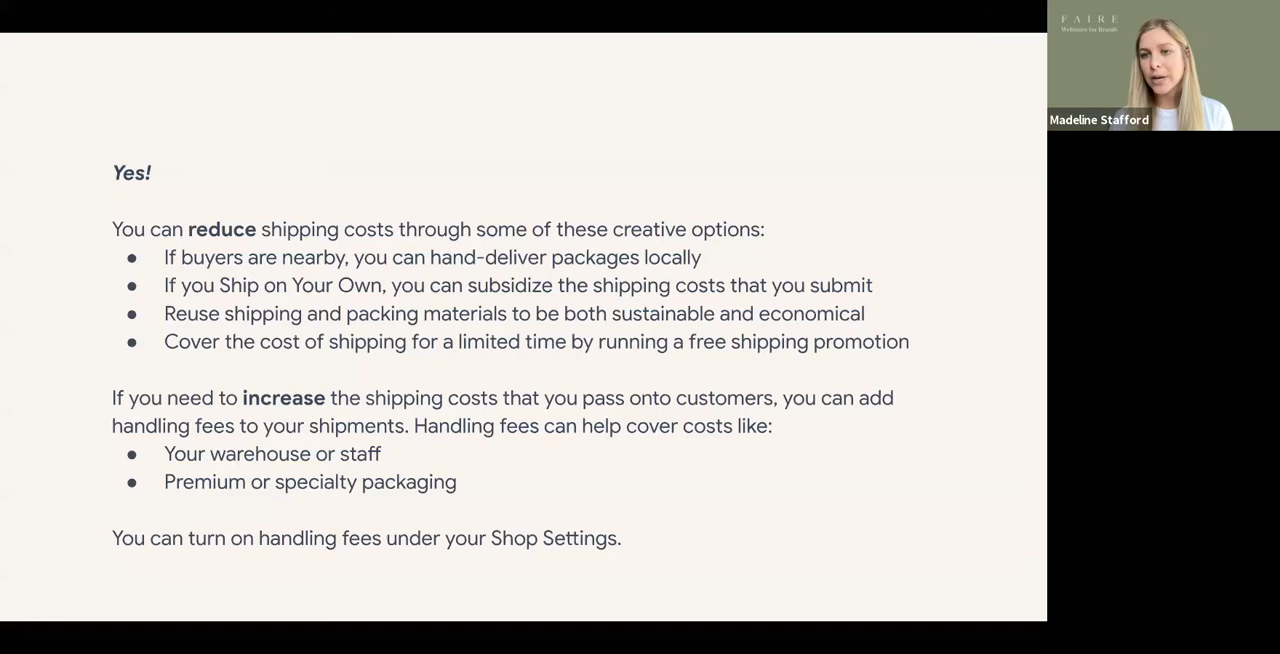 Yes!
You can reduce shipping costs through some of these creative options:
● If buyers are nearby, you can hand-deliver packages locally
● If you Ship on Your Own, you can subsidize the shipping costs that you submit
● Reuse shipping and packing materials to be both sustainable and economical
● Cover the cost of shipping for a limited time by running a free shipping promotion
If you need to increase the shipping costs that you pass onto customers, you can add
handling fees to your shipments. Handling fees can help cover costs like:
● Your warehouse or staff
● Premium or specialty packaging
You can turn on handling fees under your Shop Settings.
FAIRE
Webinars for Brands
Madeline Stafford